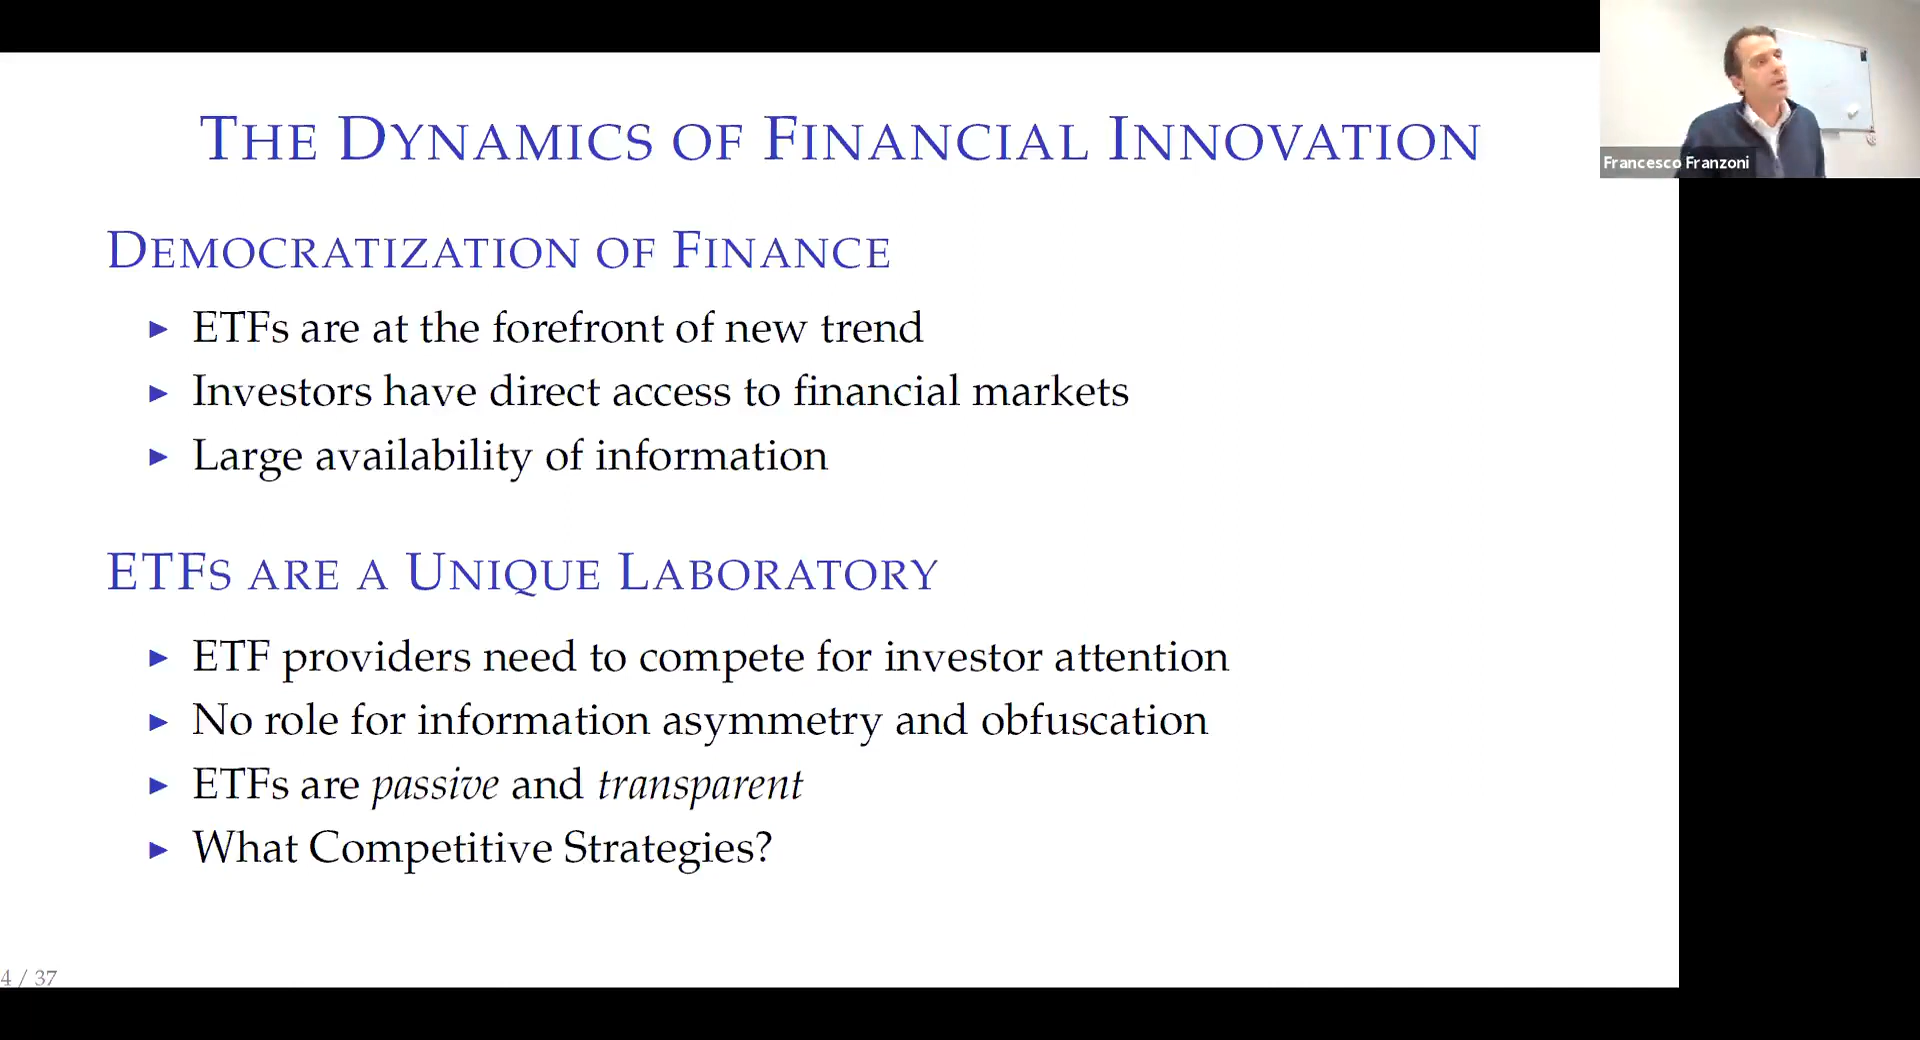 THE DYNAMICS OF FINANCIAL INNOVATION
Francesco Franzoni
DEMOCRATIZATION OF FINANCE
ETFs are at the forefront of new trend
Investors have direct access to financial markets
Large availability of information
ETFS ARE A UNIQUE LABORATORY
ETF providers need to compete for investor attention
No role for information asymmetry and obfuscation
ETFs are passive and transparent
What Competitive Strategies?
4 / 37